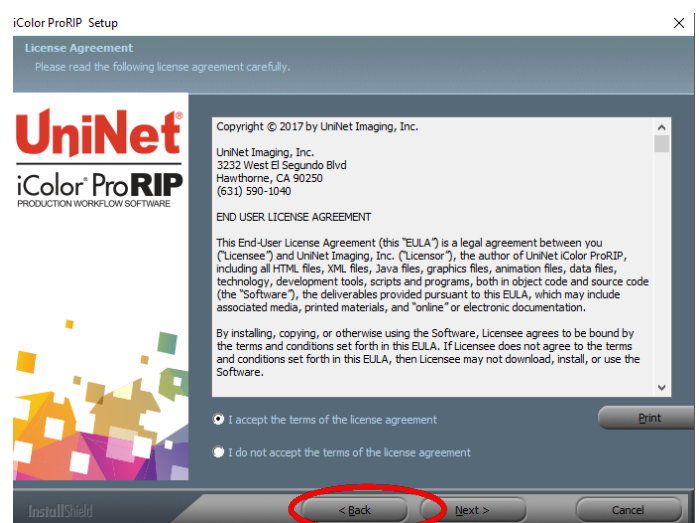 iColor ProRIP Setup
License Agreement
Please read the following license agreement carefully.
UniNet®
iColor® ProRIP
PRODUCTION WORKFLOW SOFTWARE
Copyright © 2017 by UniNet Imaging, Inc.
UniNet Imaging, Inc.
3232 West El Segundo Blvd
Hawthorne, CA 90250
(631) 590-1040
END USER LICENSE AGREEMENT
This End-User License Agreement (this "EULA") is a legal agreement between you
("Licensee") and UniNet Imaging, Inc. ("Licensor"), the author of UniNet iColor ProRIP,
including all HTML files, XML files, Java files, graphics files, animation files, data files,
technology, development tools, scripts and programs, both in object code and source code
(the "Software"), the deliverables provided pursuant to this EULA, which may include
associated media, printed materials, and "online" or electronic documentation.
By installing, copying, or otherwise using the Software, Licensee agrees to be bound by
the terms and conditions set forth in this EULA. If Licensee does not agree to the terms
and conditions set forth in this EULA, then Licensee may not download, install, or use the
Software.
I accept the terms of the license agreement
Print
I do not accept the terms of the license agreement
InstallShield
< Back
Next >
Cancel